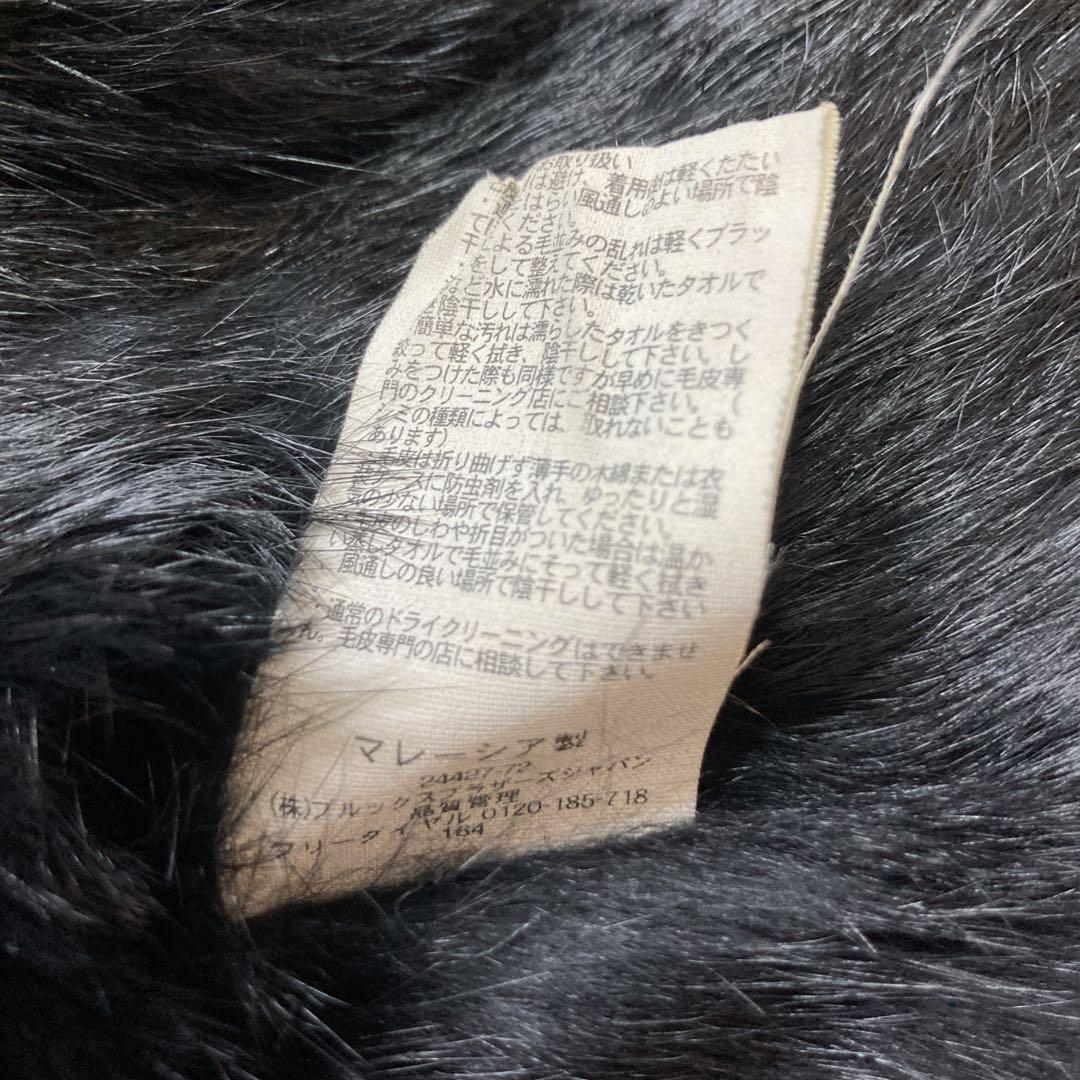 お取り扱い
は避け、着用後は軽くたたい
はらい風通しのよい場所で陰
てください。
よる毛並みの乱れは軽くブラッ
をして整えてください。
と水に濡れた際は乾いたタオルで
陰干しして下さい。
簡単な汚れは濡らしたタオルをきつく
絞って軽く拭き、陰干しして下さい。し
みをつけた際も同様ですが早めに毛皮専
門のクリーニング店にご相談下さい。（
シミの種類によっては、取れないことも
あります）
毛皮は折り曲げず薄手の木綿または衣
装ケースに防虫剤を入れ、ゆったりと湿
気の少ない場所で保管してください。
毛皮のしわや折目がついた場合は温か
い蒸しタオルで毛並みにそって軽く拭き
風通しの良い場所で陰干しして下さい
通常のドライクリーニングはできませ
ん。毛皮専門の店に相談して下さい。
マレーシア製
24427-72
(株)ブルックスブラザーズジャパン
品質管理
フリーダイヤル 0120-185-718
164